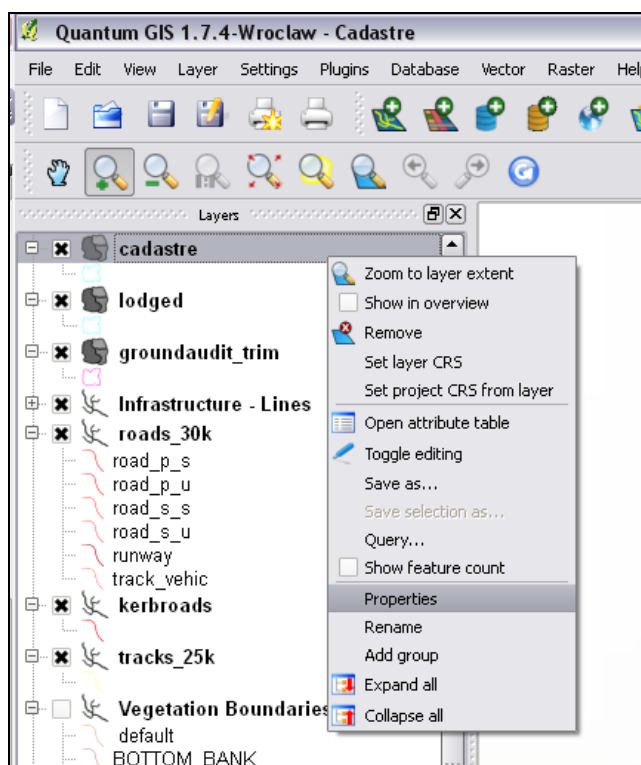 Quantum GIS 1.7.4-Wroclaw - Cadastre
File Edit View Layer Settings Plugins Database Vector Raster Help
Layers
cadastre
lodged
groundaudit_trim
Infrastructure - Lines
roads_30k
road_p_s
road_p_u
road_s_s
road_s_u
runway
track_vehic
kerbroads
tracks_25k
Vegetation Boundaries
default
BOTTOM_BANK
Zoom to layer extent
Show in overview
Remove
Set layer CRS
Set project CRS from layer
Open attribute table
Toggle editing
Save as...
Save selection as...
Query...
Show feature count
Properties
Rename
Add group
Expand all
Collapse all